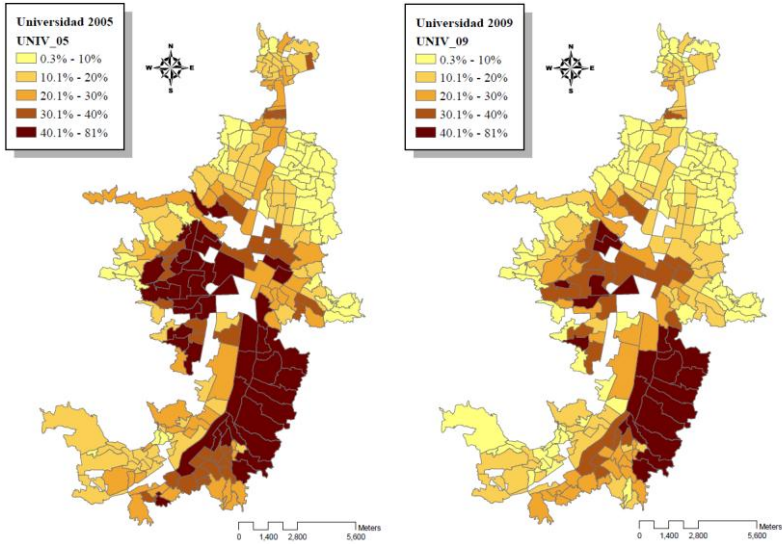 Universidad 2005
UNIV_05
0.3% - 10%
10.1% - 20%
20.1% - 30%
30.1% - 40%
40.1% - 81%
N
W E
S
Meters
0 1,400 2,800 5,600
Universidad 2009
UNIV_09
0.3% - 10%
10.1% - 20%
20.1% - 30%
30.1% - 40%
40.1% - 81%
N
W E
S
Meters
0 1,400 2,800 5,600